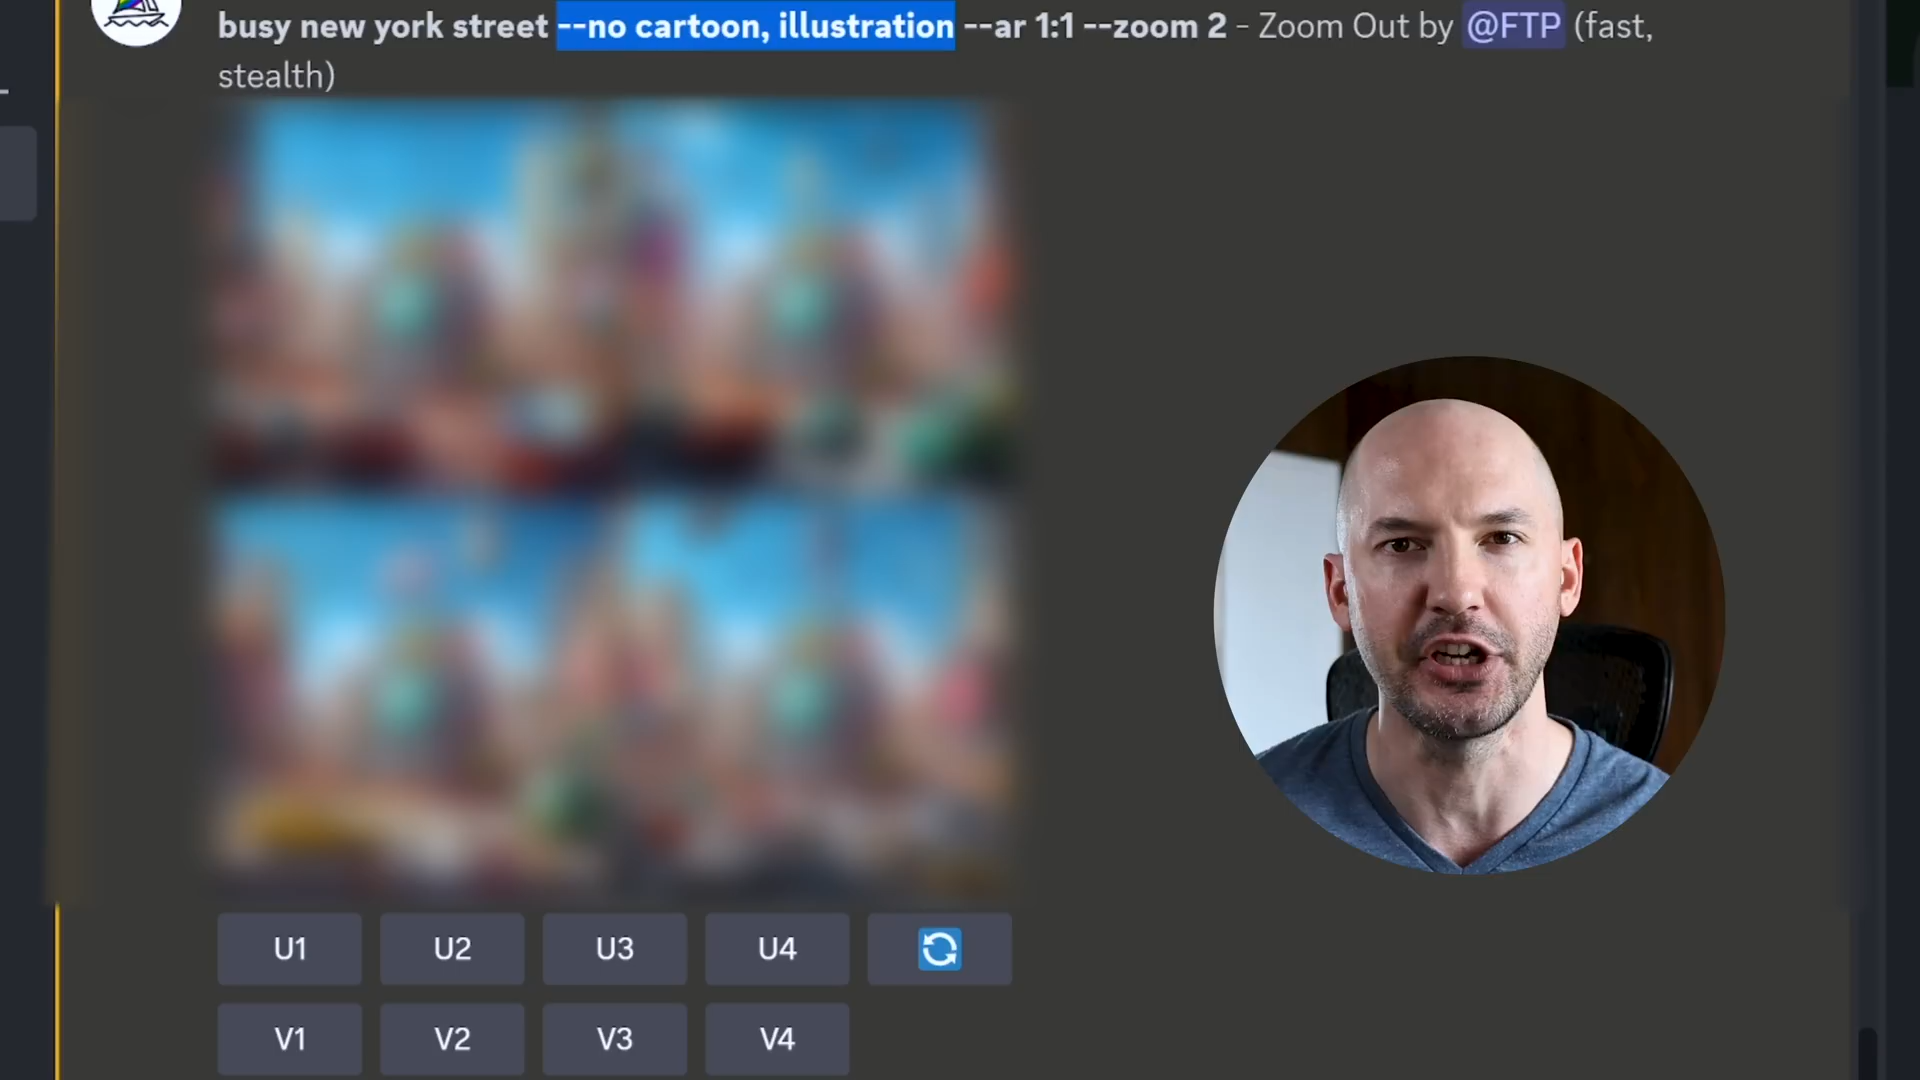 busy new york street --no cartoon, illustration --ar 1:1 --zoom 2 - Zoom Out by @FTP (fast,
stealth)
U1 U2 U3 U4
V1 V2 V3 V4